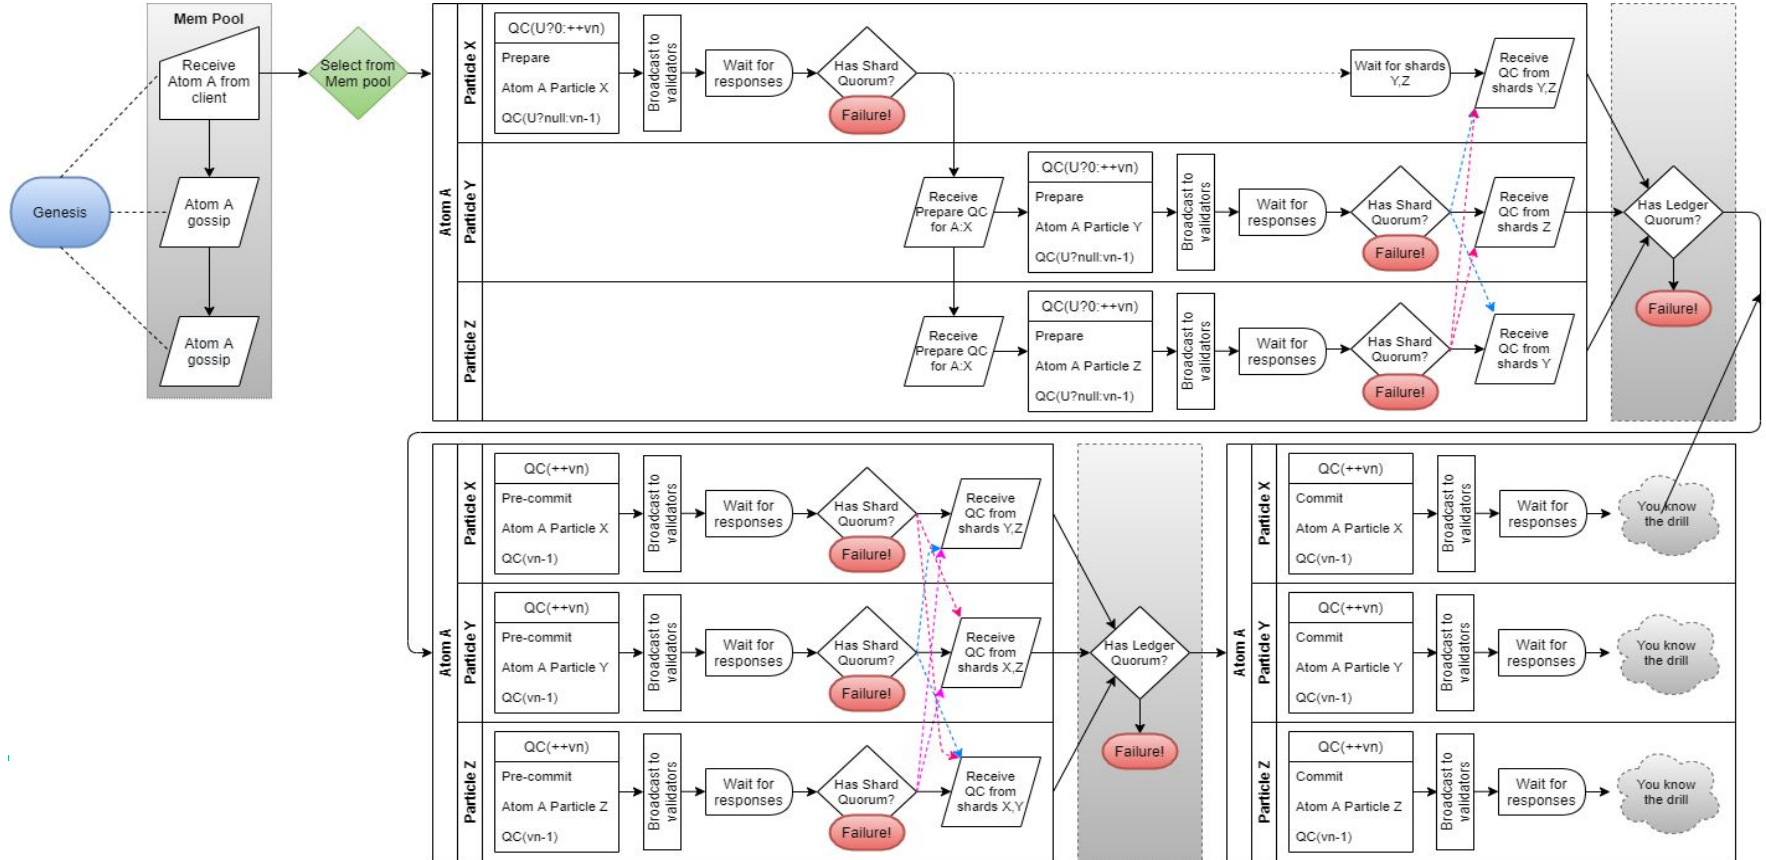 Mem Pool
Receive
Atom A from
client
Select from
Mem pool
Genesis
Atom A
gossip
Atom A
gossip
Atom A
Particle X
QC(U?0:++vn)
Prepare
Atom A Particle X
QC(U?null:vn-1)
Broadcast to
validators
Wait for
responses
Has Shard
Quorum?
Failure!
Wait for shards
Y,Z
Receive
QC from
shards Y,Z
Particle Y
Receive
Prepare QC
for A:X
QC(U?0:++vn)
Prepare
Atom A Particle Y
QC(U?null:vn-1)
Broadcast to
validators
Wait for
responses
Has Shard
Quorum?
Failure!
Receive
QC from
shards Z
Particle Z
Receive
Prepare QC
for A:X
QC(U?0:++vn)
Prepare
Atom A Particle Z
QC(U?null:vn-1)
Broadcast to
validators
Wait for
responses
Has Shard
Quorum?
Failure!
Receive
QC from
shards Y
Has Ledger
Quorum?
Failure!
Atom A
Particle X
QC(++vn)
Pre-commit
Atom A Particle X
QC(vn-1)
Broadcast to
validators
Wait for
responses
Has Shard
Quorum?
Failure!
Receive
QC from
shards Y,Z
Particle Y
QC(++vn)
Pre-commit
Atom A Particle Y
QC(vn-1)
Broadcast to
validators
Wait for
responses
Has Shard
Quorum?
Failure!
Receive
QC from
shards X,Z
Particle Z
QC(++vn)
Pre-commit
Atom A Particle Z
QC(vn-1)
Broadcast to
validators
Wait for
responses
Has Shard
Quorum?
Failure!
Receive
QC from
shards X,Y
Has Ledger
Quorum?
Failure!
Atom A
Particle X
QC(++vn)
Commit
Atom A Particle X
QC(vn-1)
Broadcast to
validators
Wait for
responses
You know
the drill
Particle Y
QC(++vn)
Commit
Atom A Particle Y
QC(vn-1)
Broadcast to
validators
Wait for
responses
You know
the drill
Particle Z
QC(++vn)
Commit
Atom A Particle Z
QC(vn-1)
Broadcast to
validators
Wait for
responses
You know
the drill